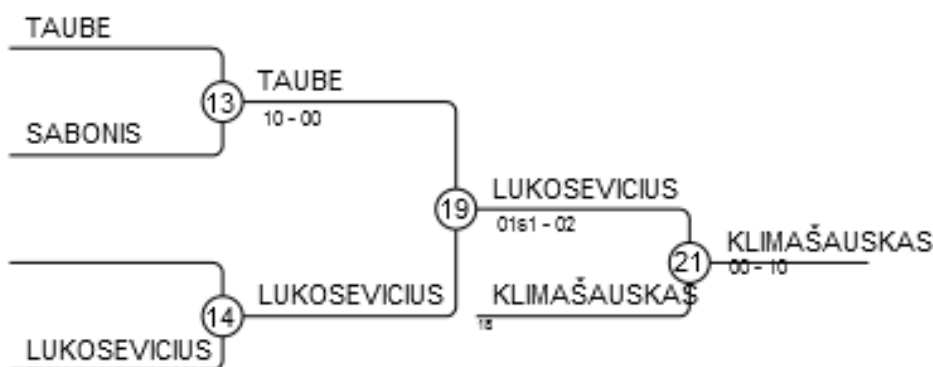 TAUBE
13
TAUBE
10 - 00
SABONIS
19
LUKOSEVICIUS
01s1 - 02
21
KLIMAŠAUSKAS
00 - 10
14
LUKOSEVICIUS
KLIMAŠAUSKAS
LUKOSEVICIUS